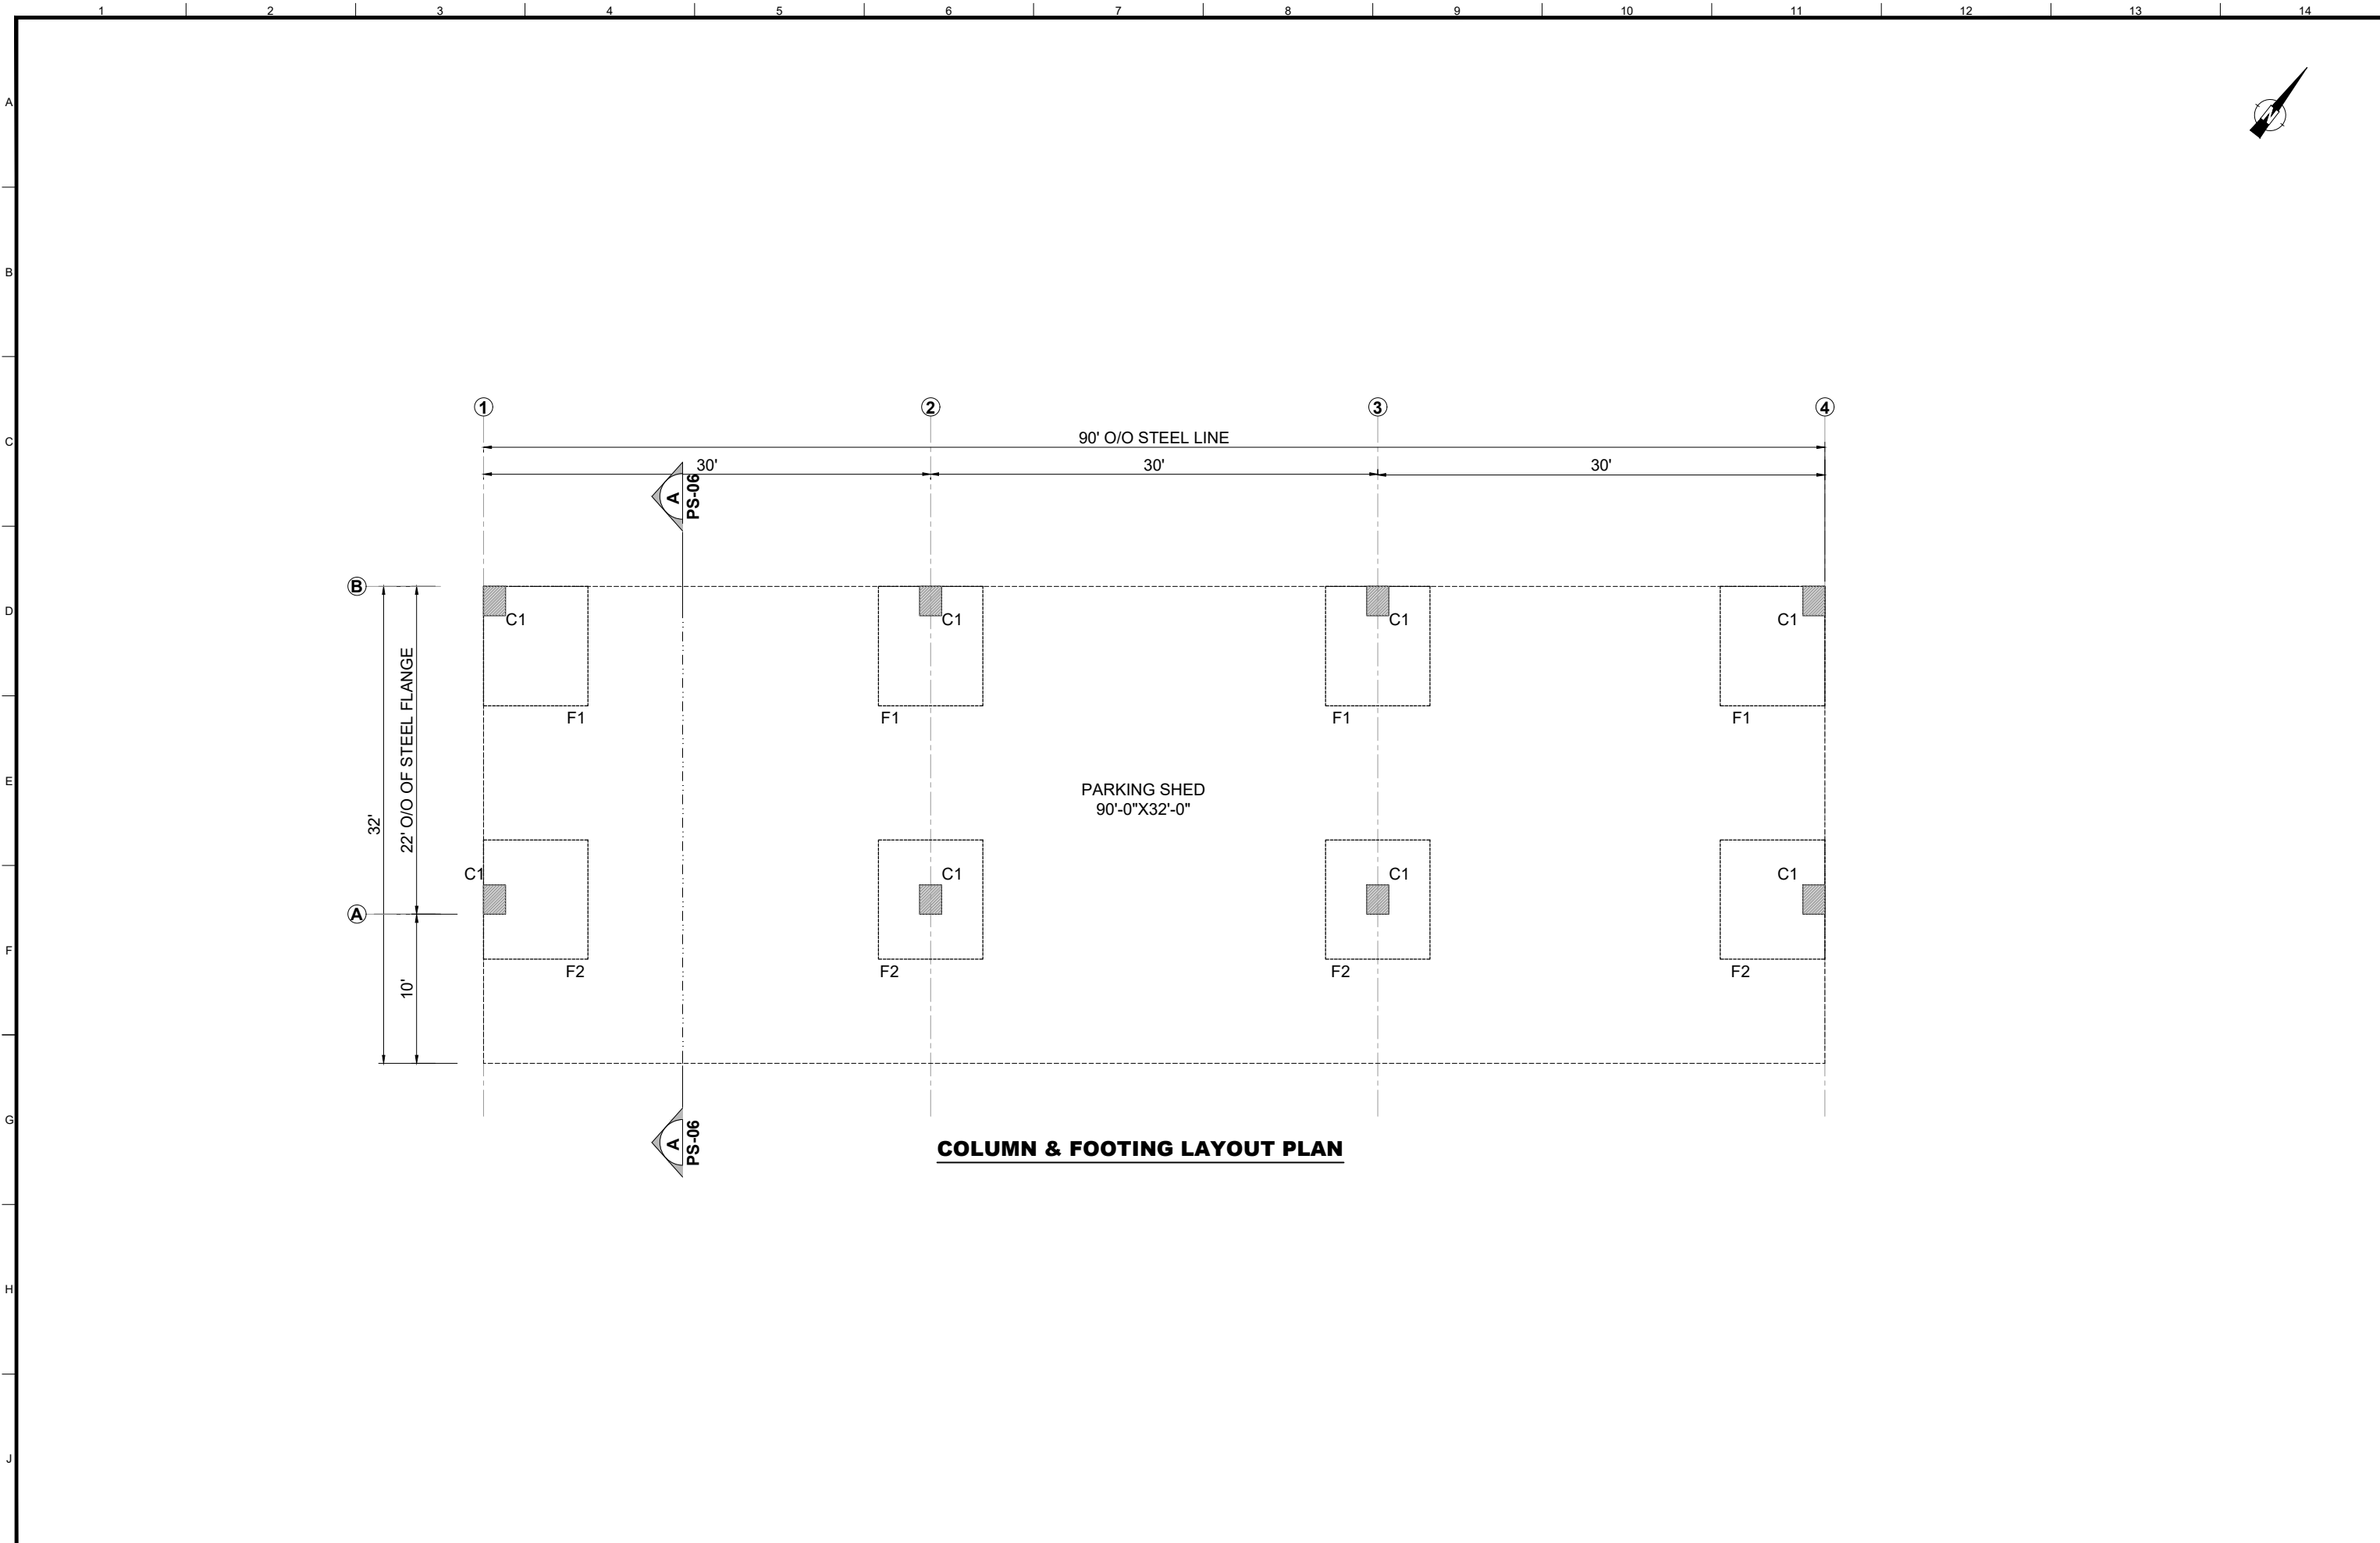 1 2 3 4 5 6 7 8 9 10 11 12 13 14
A
B
C
D
E
F
G
H
J
N
1 2 3 4
90' O/O STEEL LINE
30' 30' 30'
A
PS-06
B
C1 C1 C1 C1
F1 F1 F1 F1
22' O/O OF STEEL FLANGE
32'
PARKING SHED
90'-0"X32'-0"
C1 C1 C1 C1
A
F2 F2 F2 F2
10'
A
PS-06
COLUMN & FOOTING LAYOUT PLAN